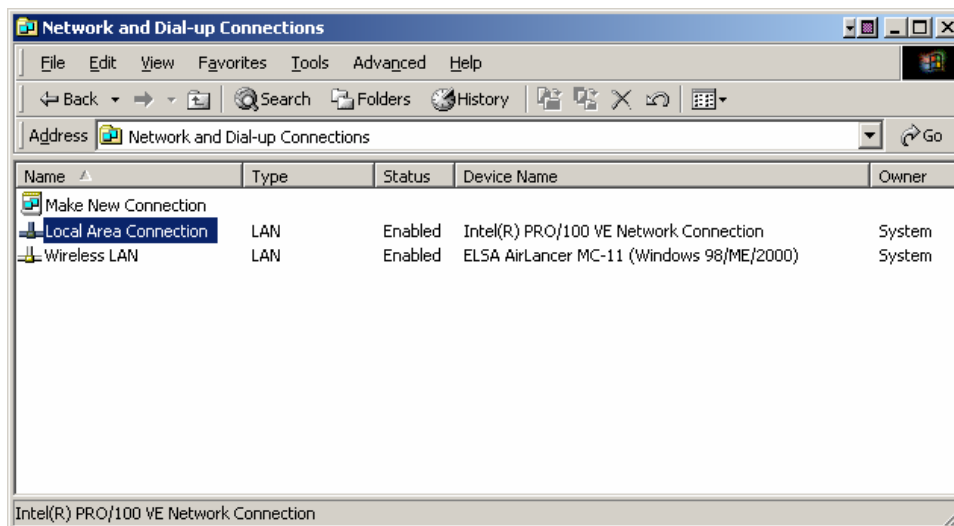 Network and Dial-up Connections
File Edit View Favorites Tools Advanced Help
Back Search Folders History
Address Network and Dial-up Connections Go
Name Type Status Device Name Owner
Make New Connection
Local Area Connection LAN Enabled Intel(R) PRO/100 VE Network Connection System
Wireless LAN LAN Enabled ELSA AirLancer MC-11 (Windows 98/ME/2000) System
Intel(R) PRO/100 VE Network Connection